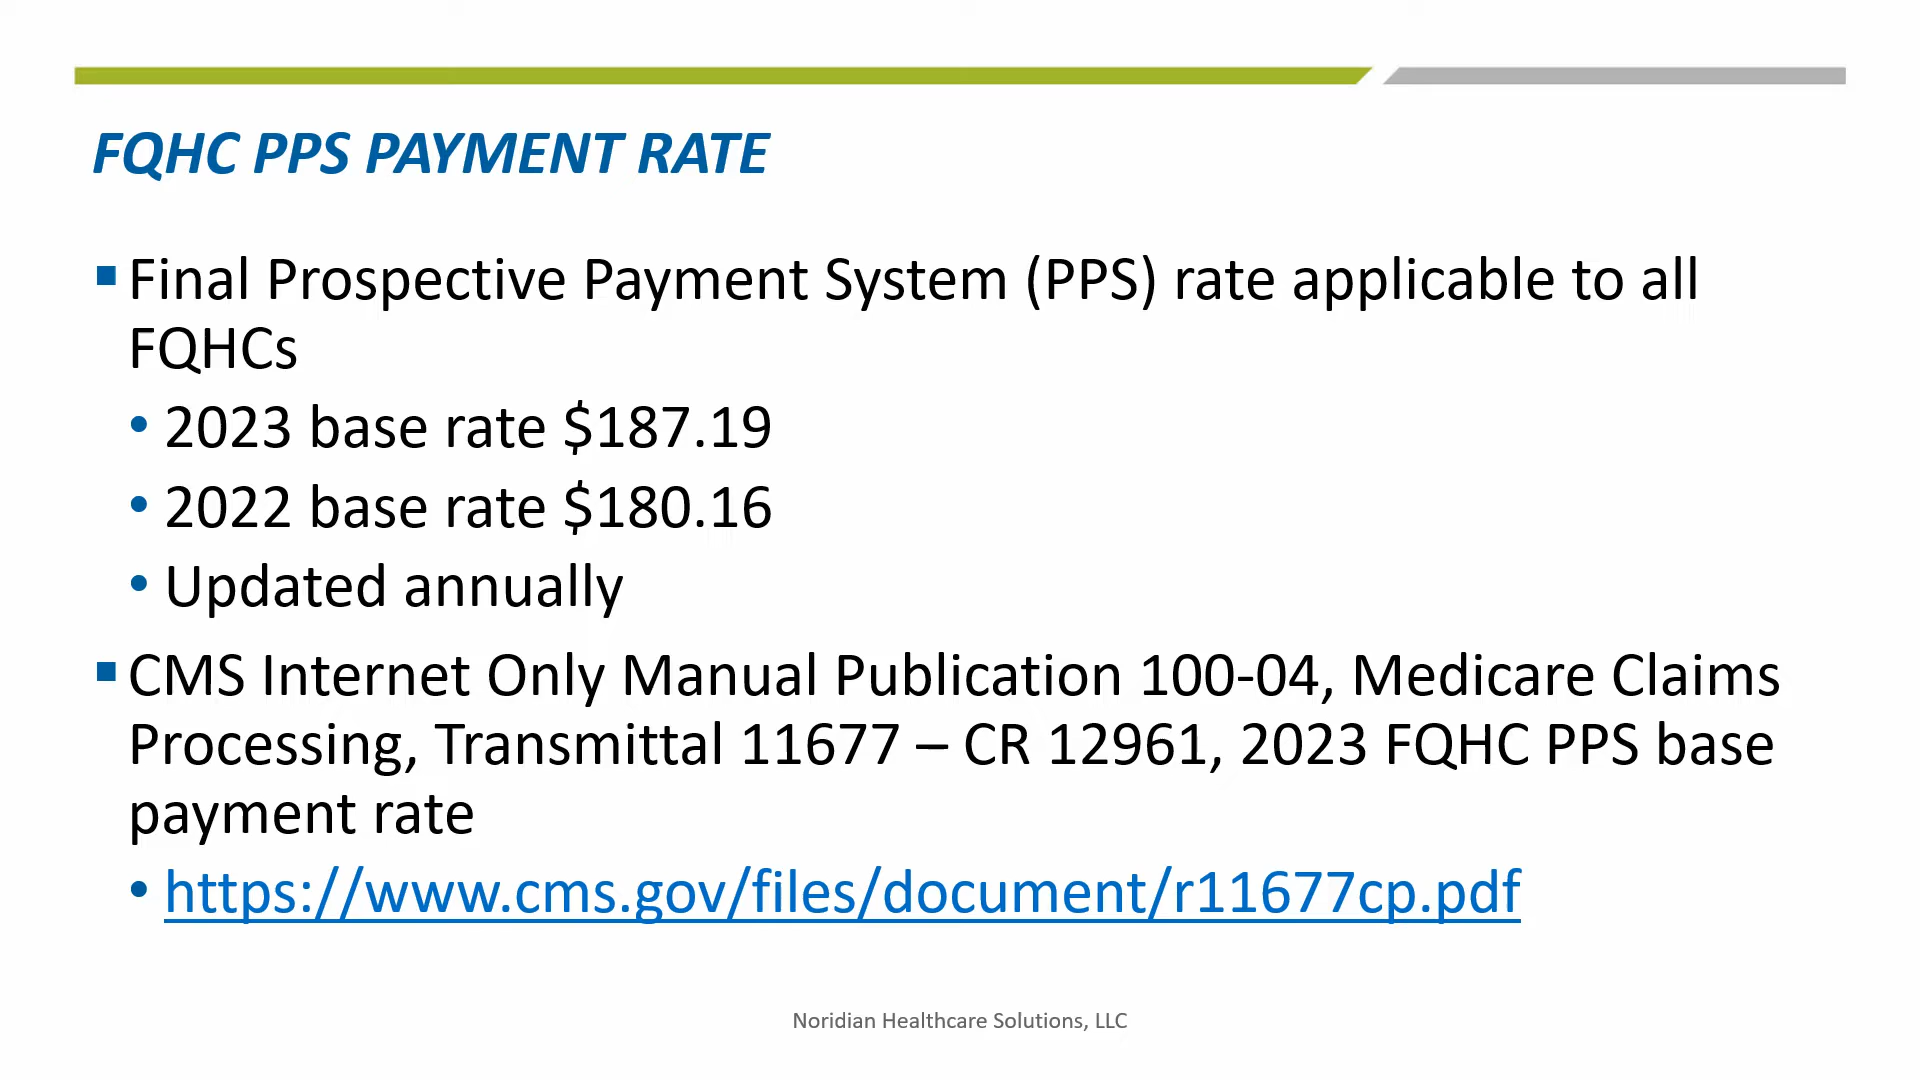 FQHC PPS PAYMENT RATE
Final Prospective Payment System (PPS) rate applicable to all
FQHCs
2023 base rate $187.19
2022 base rate $180.16
Updated annually
CMS Internet Only Manual Publication 100-04, Medicare Claims
Processing, Transmittal 11677 – CR 12961, 2023 FQHC PPS base
payment rate
https://www.cms.gov/files/document/r11677cp.pdf
Noridian Healthcare Solutions, LLC